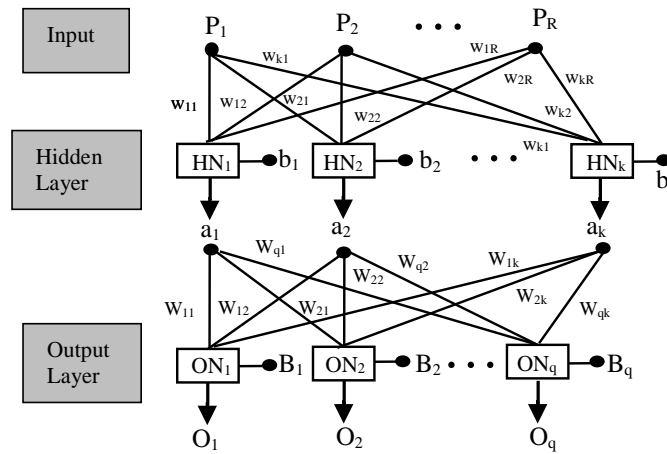 Input
P1 P2 • • • PR
wk1 w1R
w11 w12 w21 w22 w2R wk2 wkR
Hidden
Layer
HN1 b1 HN2 b2 • • • wk1 HNk b
a1 a2 ak
Wq1 W22 Wq2 W1k
W11 W12 W21 W2k Wqk
Output
Layer
ON1 B1 ON2 B2 • • • ONq Bq
O1 O2 Oq